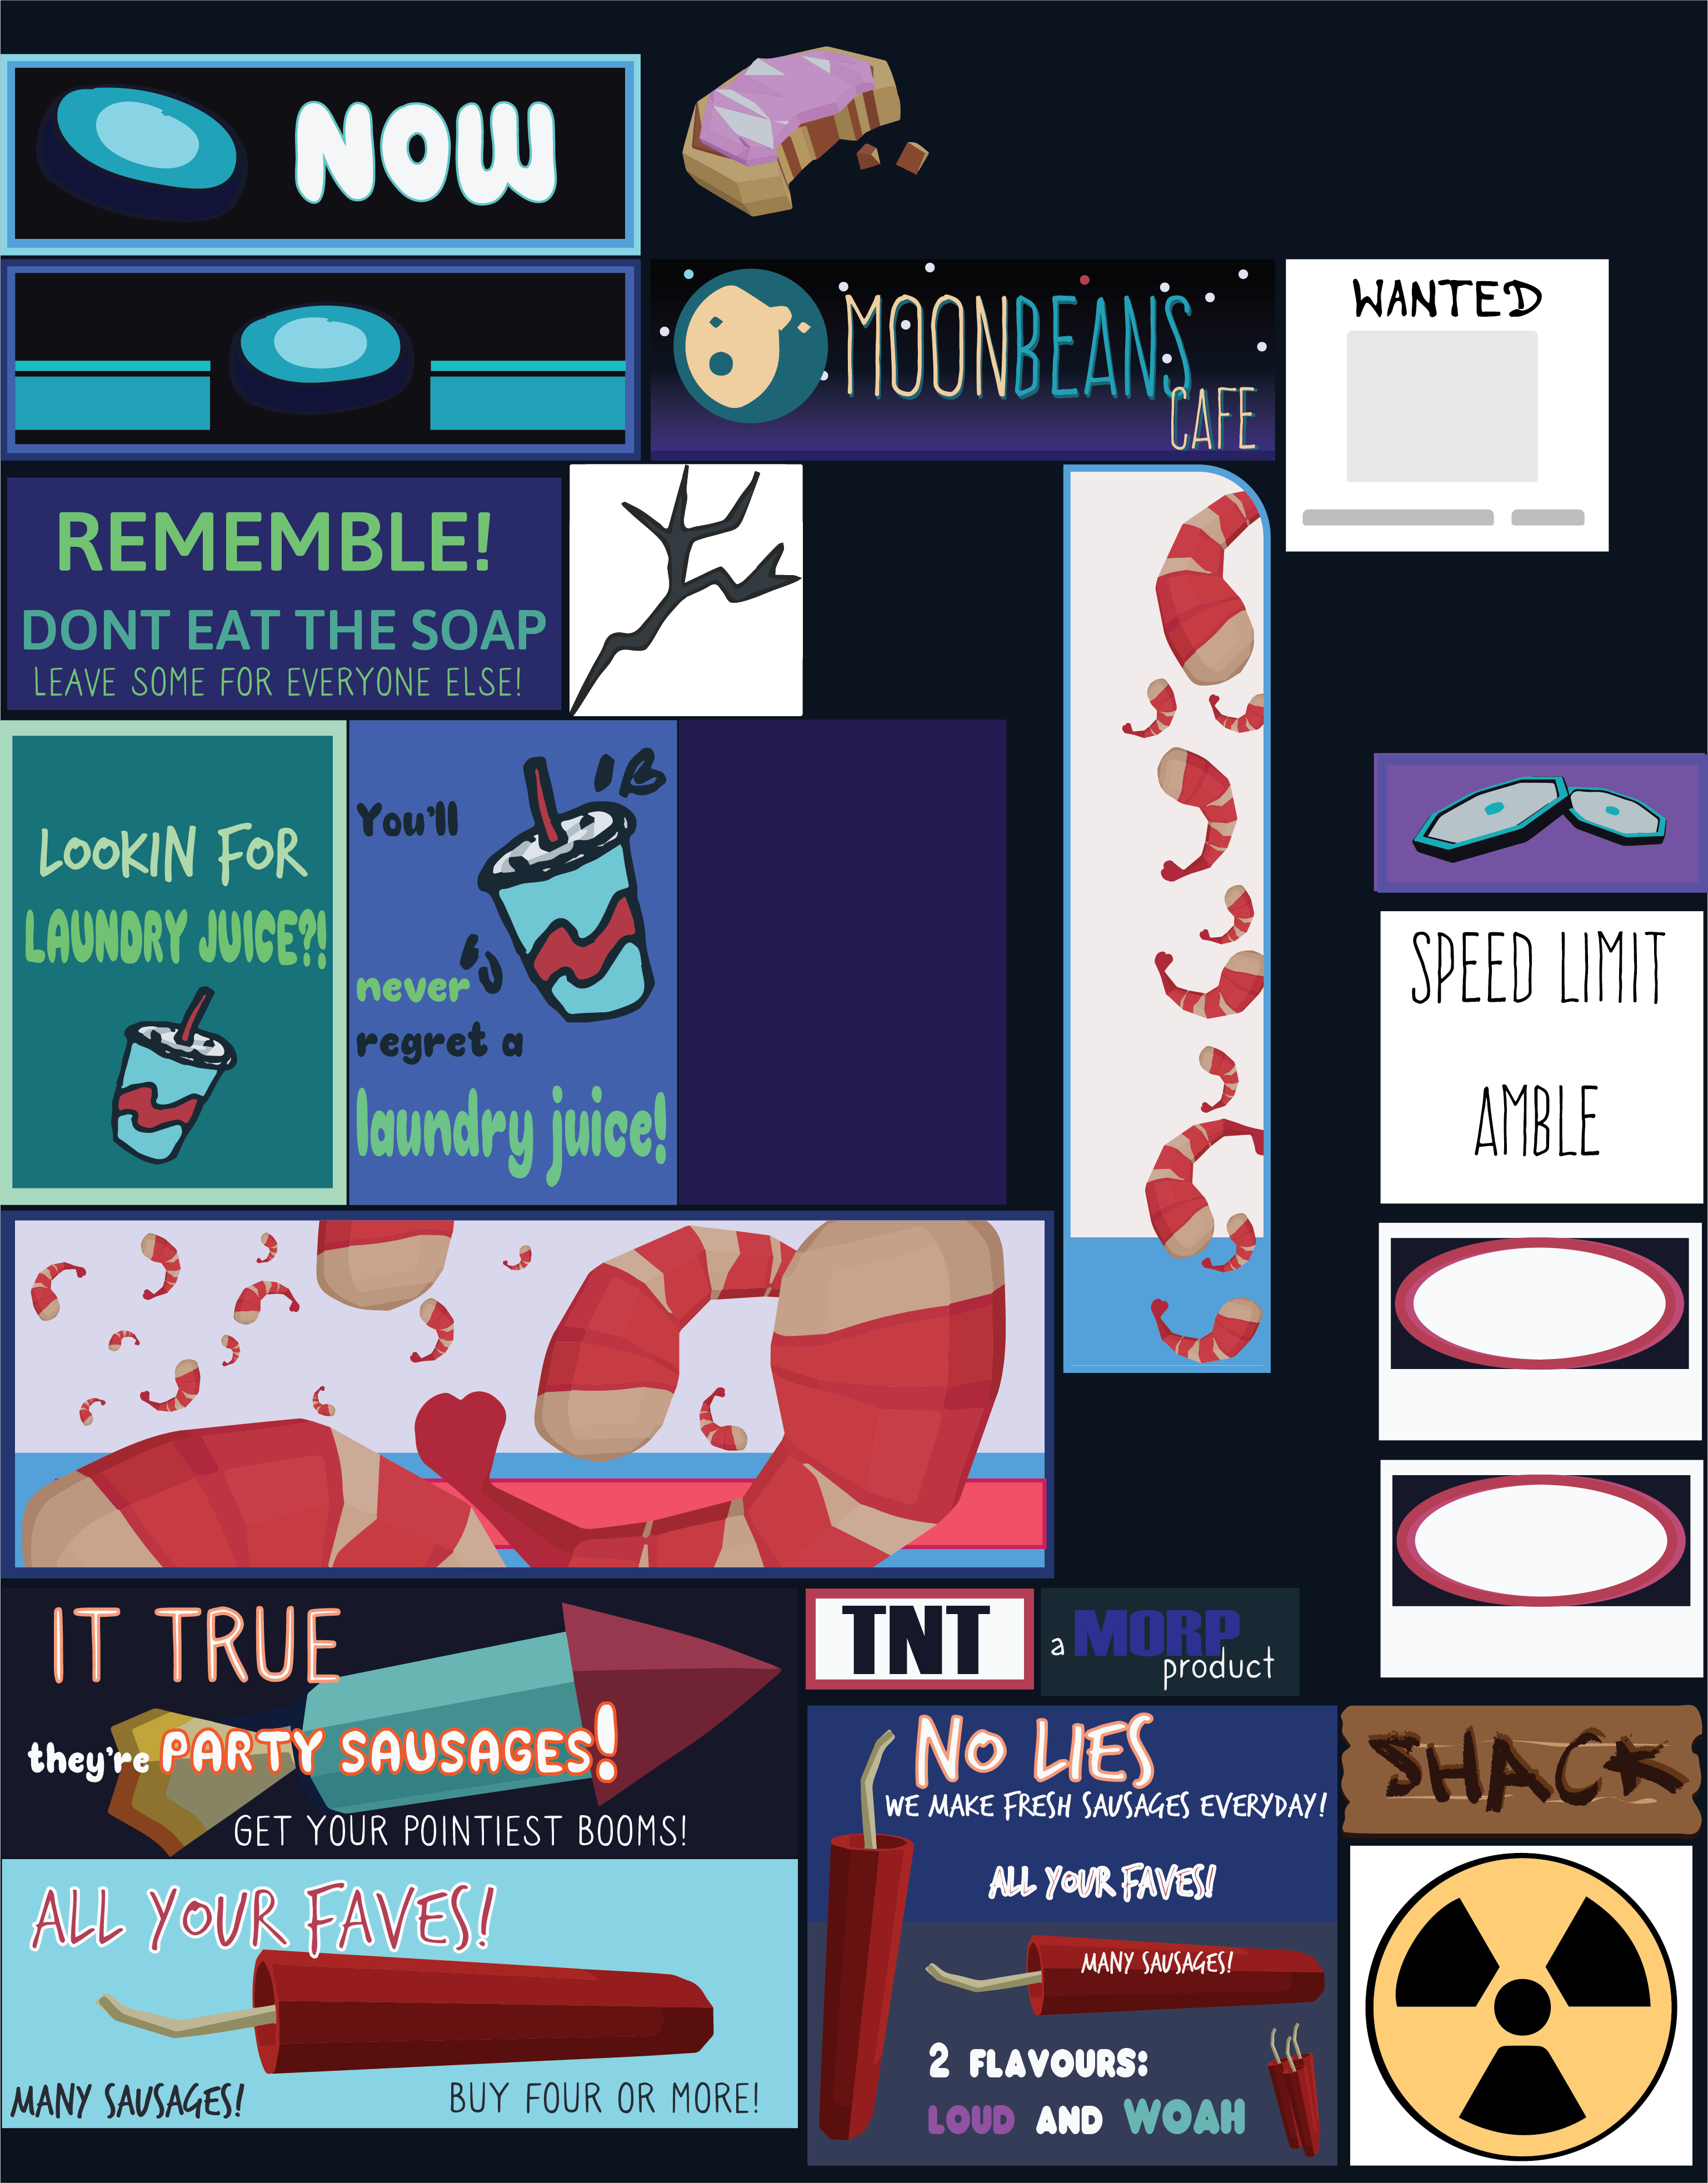 NOW
MOONBEANS
CAFE
WANTED
REMEMBLE!
DONT EAT THE SOAP
LEAVE SOME FOR EVERYONE ELSE!
LOOKIN FOR
LAUNDRY JUICE?!
You'll
never
regret a
laundry juice!
SPEED LIMIT
AMBLE
IT TRUE
they're PARTY SAUSAGES!
GET YOUR POINTIEST BOOMS!
TNT
a MORP
product
NO LIES
WE MAKE FRESH SAUSAGES EVERYDAY!
ALL YOUR FAVES!
MANY SAUSAGES!
2 FLAVOURS:
LOUD AND WOAH
SHACK
ALL YOUR FAVES!
MANY SAUSAGES!
BUY FOUR OR MORE!